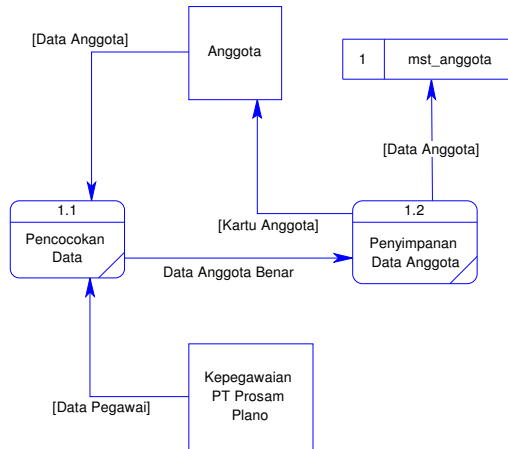 [Data Anggota]
Anggota
1
mst_anggota
[Data Anggota]
1.1
Pencocokan
Data
[Kartu Anggota]
1.2
Penyimpanan
Data Anggota
Data Anggota Benar
Kepegawaian
PT Prosam
Plano
[Data Pegawai]